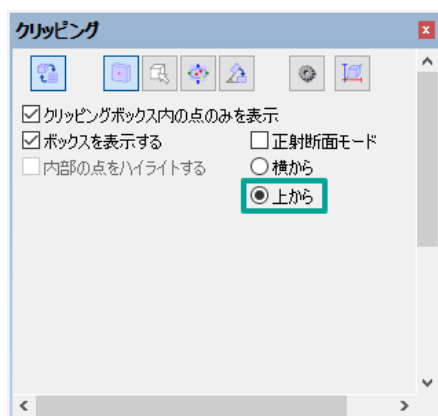 クリッピング
クリッピングボックス内の点のみを表示
ボックスを表示する
正射断面モード
内部の点をハイライトする
横から
上から